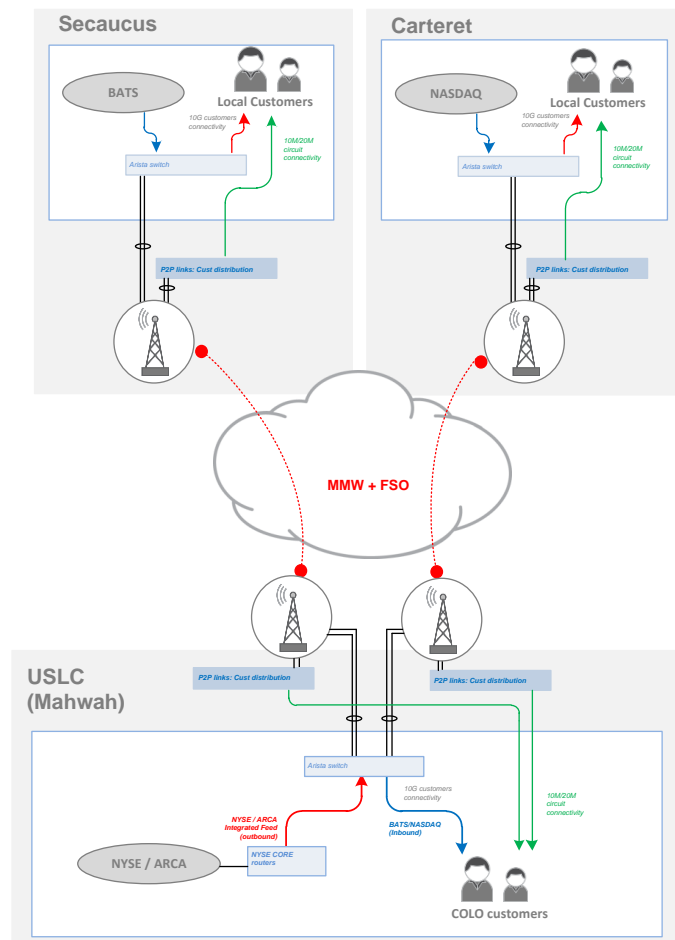 Secaucus
BATS
Local Customers
10G customers
connectivity
10M/20M
circuit
connectivity
Arista switch
P2P links: Cust distribution
Carteret
NASDAQ
Local Customers
10G customers
connectivity
10M/20M
circuit
connectivity
Arista switch
P2P links: Cust distribution
MMW + FSO
USLC
(Mahwah)
P2P links: Cust distribution
P2P links: Cust distribution
Arista switch
10G customers
connectivity
NYSE / ARCA
Integrated Feed
(outbound)
BATS/NASDAQ
(Inbound)
10M/20M
circuit
connectivity
NYSE / ARCA
NYSE CORE
routers
COLO customers